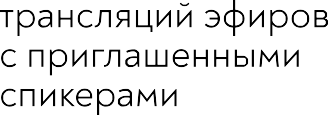 трансляций эфиров
с приглашенными
спикерами